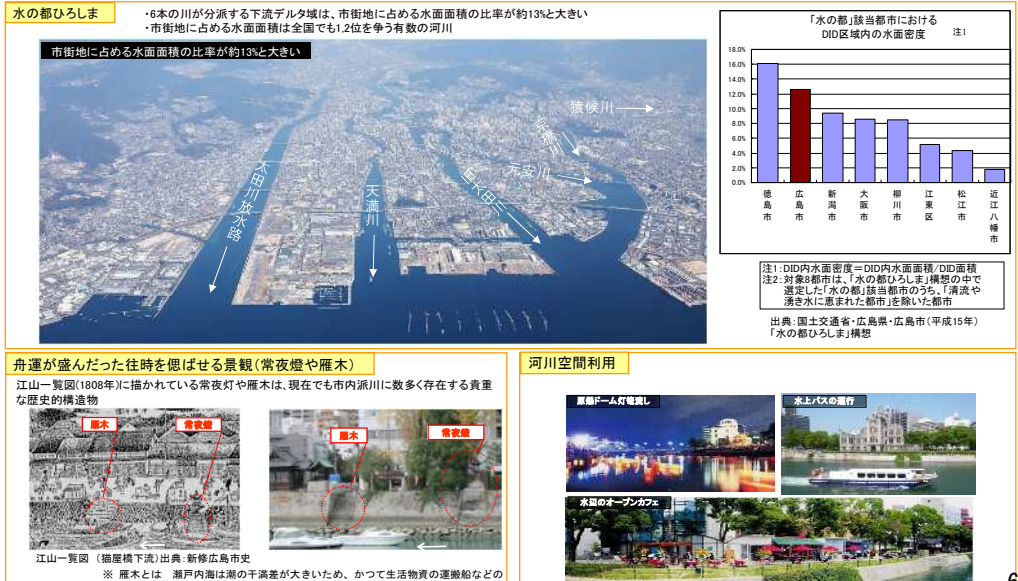 水の都ひろしま
・6本の川が分派する下流デルタ域は、市街地に占める水面面積の比率が約13%と大きい
・市街地に占める水面面積は全国でも1,2位を争う有数の河川
市街地に占める水面面積の比率が約13%と大きい
猿候川
京橋川
元安川
旧太田川
天満川
太田川放水路
「水の都」該当都市における
DID区域内の水面密度 注1
18.0%
16.0%
14.0%
12.0%
10.0%
8.0%
6.0%
4.0%
2.0%
0.0%
徳島市
広島市
新潟市
大阪市
柳川市
江東区
松江市
近江八幡市
注1:DID内水面密度=DID内水面面積/DID面積
注2:対象8都市は、「水の都ひろしま」構想の中で
選定した「水の都」該当都市のうち、「清流や
湧き水に恵まれた都市」を除いた都市
出典:国土交通省・広島県・広島市(平成15年)
「水の都ひろしま」構想
舟運が盛んだった往時を偲ばせる景観(常夜燈や雁木)
江山一覧図(1808年)に描かれている常夜灯や雁木は、現在でも市内派川に数多く存在する貴重
な歴史的構造物
雁木
常夜燈
雁木
常夜燈
江山一覧図 (猫屋橋下流)出典:新修広島市史
※ 雁木とは 瀬戸内海は潮の干満差が大きいため、かつて生活物資の運搬船などの
河川空間利用
原爆ドーム灯篭流し
水上バスの運行
水辺のオープンカフェ
6